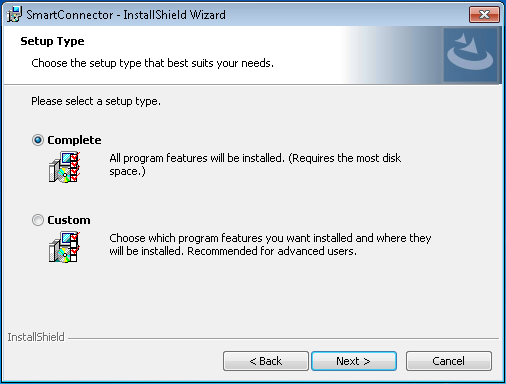 SmartConnector - InstallShield Wizard
Setup Type
Choose the setup type that best suits your needs.
Please select a setup type.
Complete
All program features will be installed. (Requires the most disk
space.)
Custom
Choose which program features you want installed and where they
will be installed. Recommended for advanced users.
InstallShield
< Back
Next >
Cancel